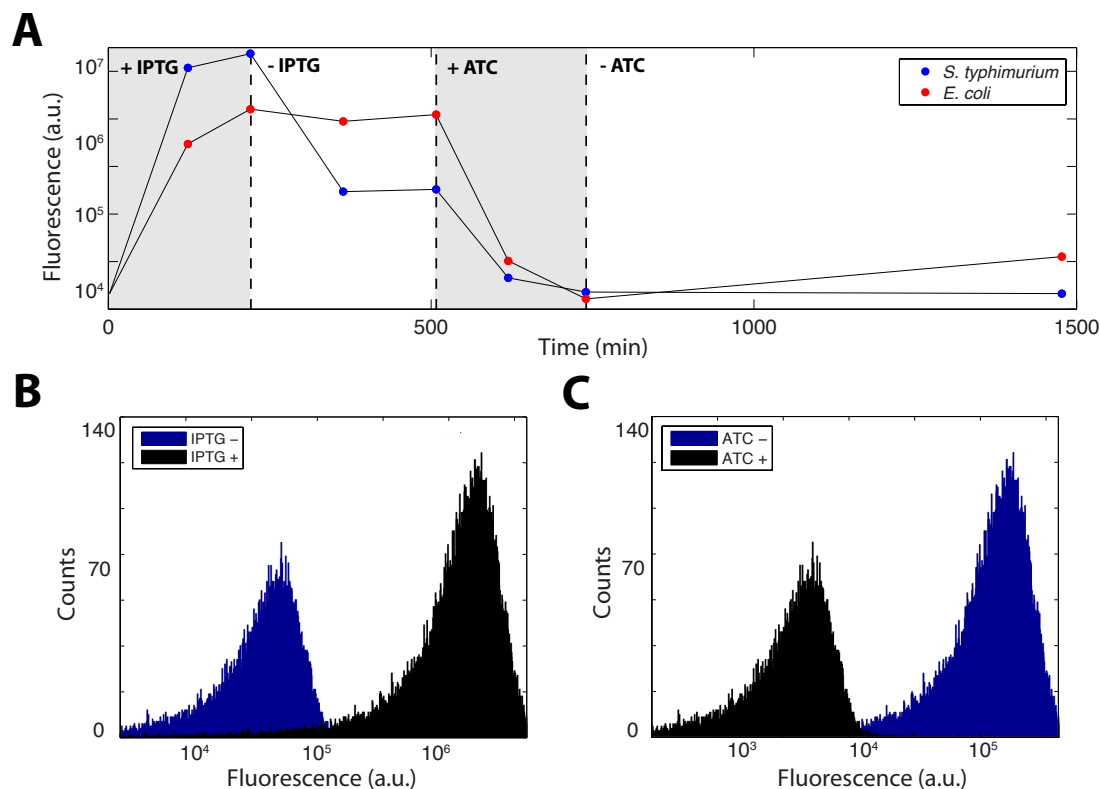 A
+ IPTG
- IPTG
+ ATC
- ATC
S. typhimurium
E. coli
Fluorescence (a.u.)
10⁷
10⁶
10⁵
10⁴
0
500
1000
1500
Time (min)
B
IPTG −
IPTG +
Counts
140
70
0
10⁴
10⁵
10⁶
Fluorescence (a.u.)
C
ATC −
ATC +
Counts
140
70
0
10³
10⁴
10⁵
Fluorescence (a.u.)